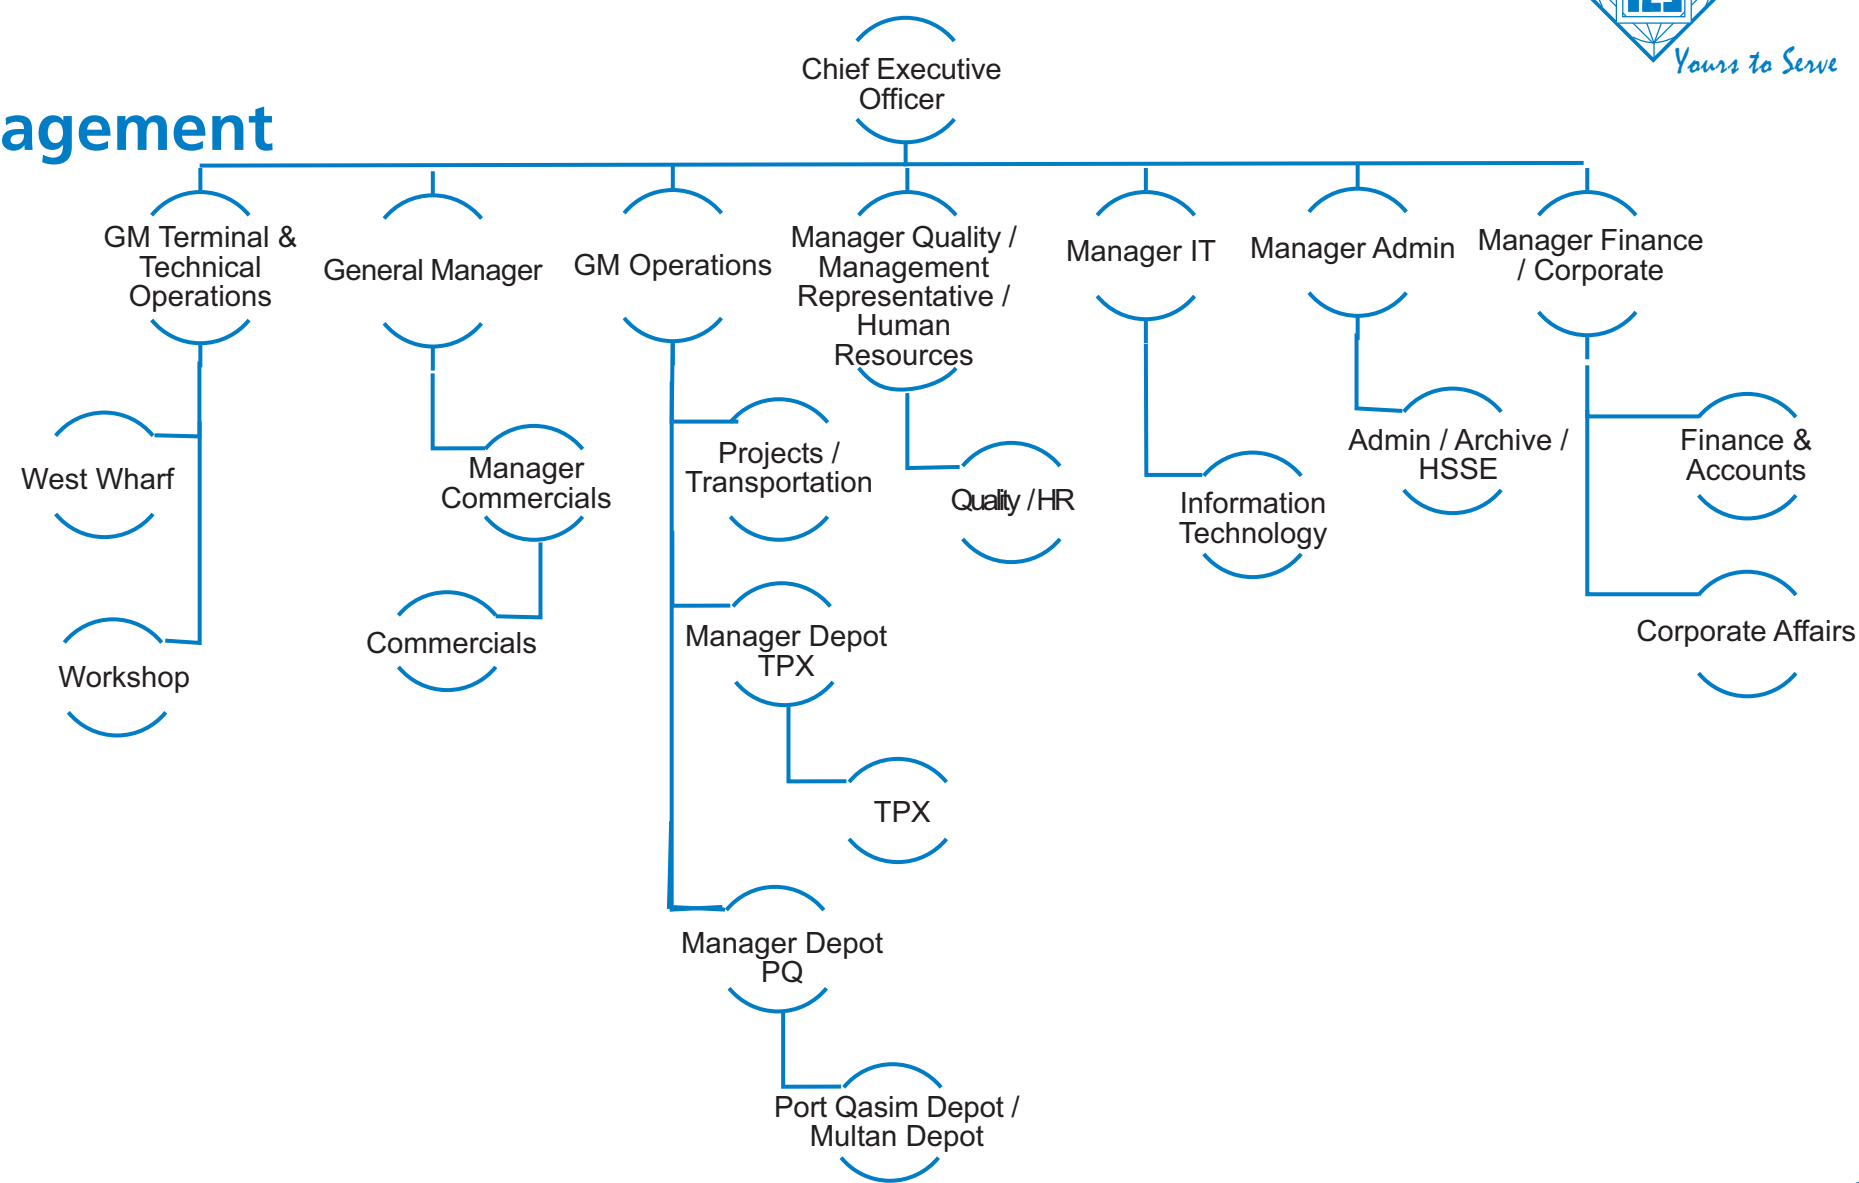 Yours to Serve
agement
Chief Executive
Officer
GM Terminal &
Technical
Operations
General Manager
GM Operations
Manager Quality /
Management
Representative /
Human
Resources
Manager IT
Manager Admin
Manager Finance
/ Corporate
West Wharf
Workshop
Manager
Commercials
Commercials
Projects /
Transportation
Manager Depot
TPX
TPX
Manager Depot
PQ
Port Qasim Depot /
Multan Depot
Quality / HR
Information
Technology
Admin / Archive /
HSSE
Finance &
Accounts
Corporate Affairs